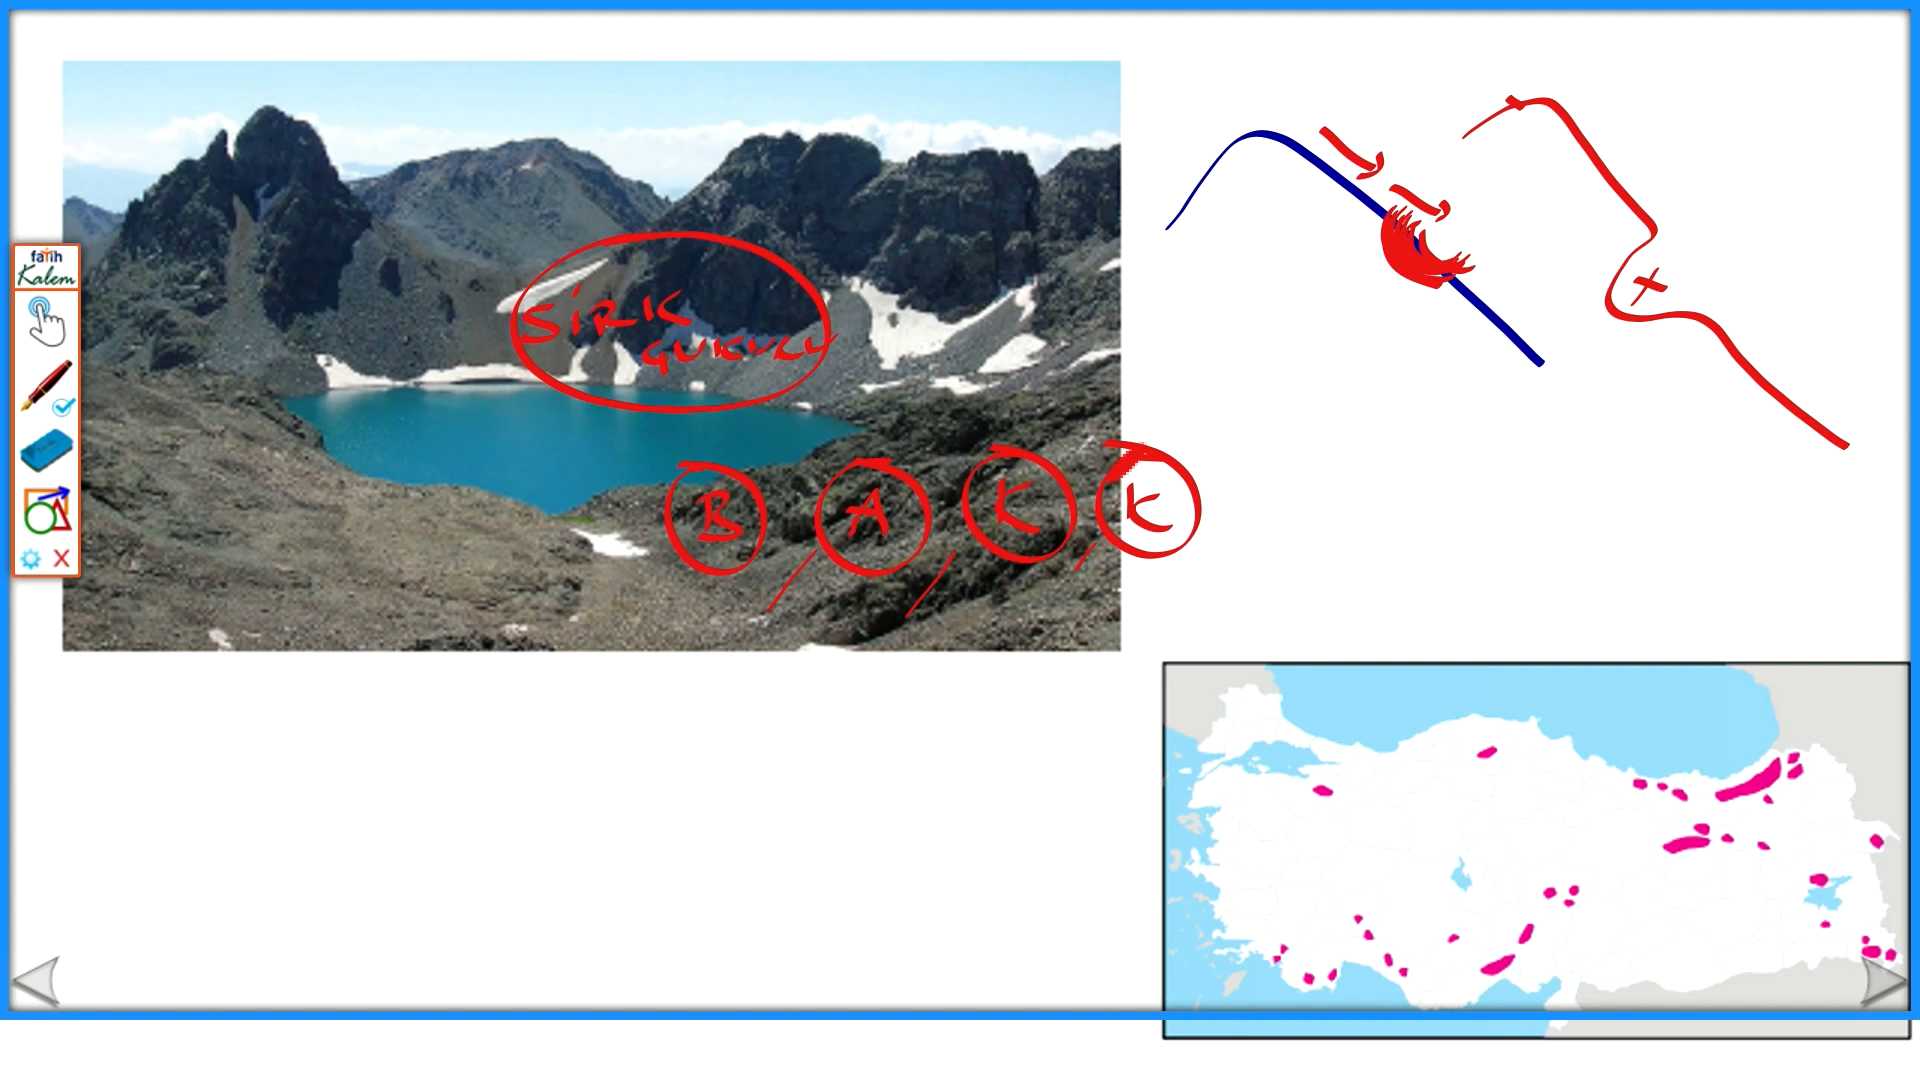 fatih
Kalem
SİRK
ÇUKURU
B, A, K, K